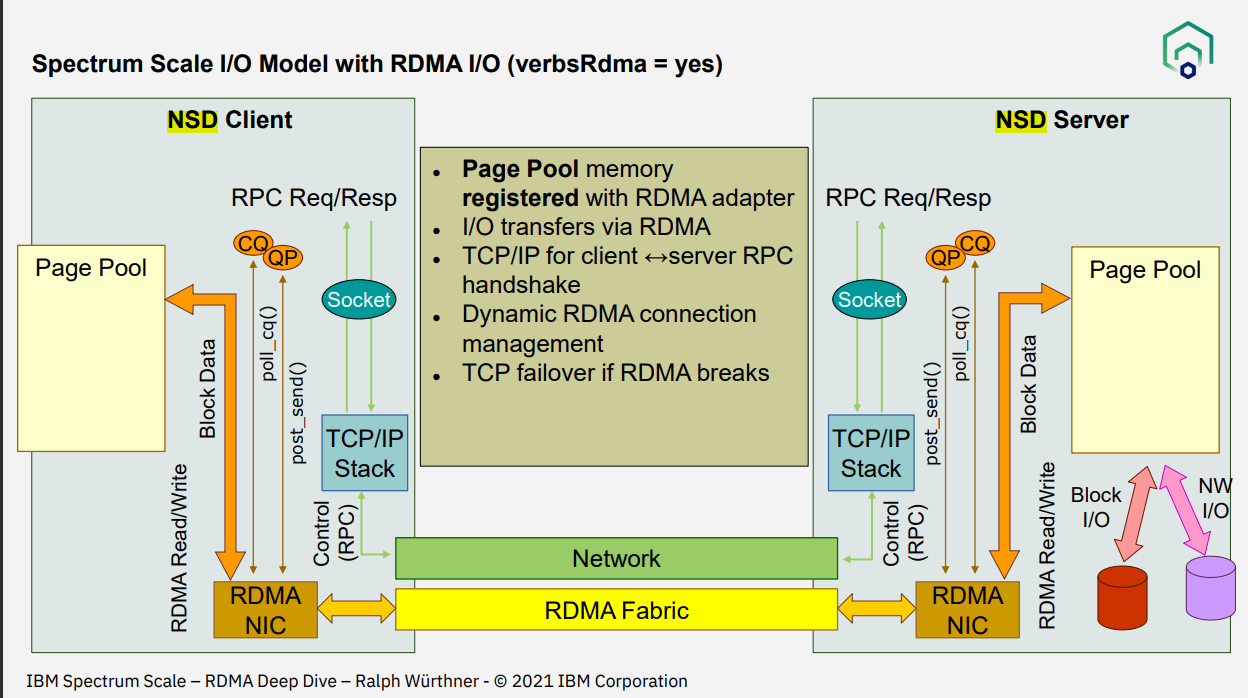 Spectrum Scale I/O Model with RDMA I/O (verbsRdma = yes)
NSD Client
RPC Req/Resp
CQ
QP
Page Pool
Socket
poll_cq()
post_send()
Block Data
TCP/IP
Stack
RDMA Read/Write
Control
(RPC)
RDMA
NIC
• Page Pool memory
registered with RDMA adapter
• I/O transfers via RDMA
• TCP/IP for client ↔server RPC
handshake
• Dynamic RDMA connection
management
• TCP failover if RDMA breaks
Network
RDMA Fabric
NSD Server
RPC Req/Resp
QP
CQ
Page Pool
Socket
poll_cq()
post_send()
Block Data
TCP/IP
Stack
Control
(RPC)
RDMA Read/Write
RDMA
NIC
Block
I/O
NW
I/O
IBM Spectrum Scale – RDMA Deep Dive – Ralph Würthner - © 2021 IBM Corporation